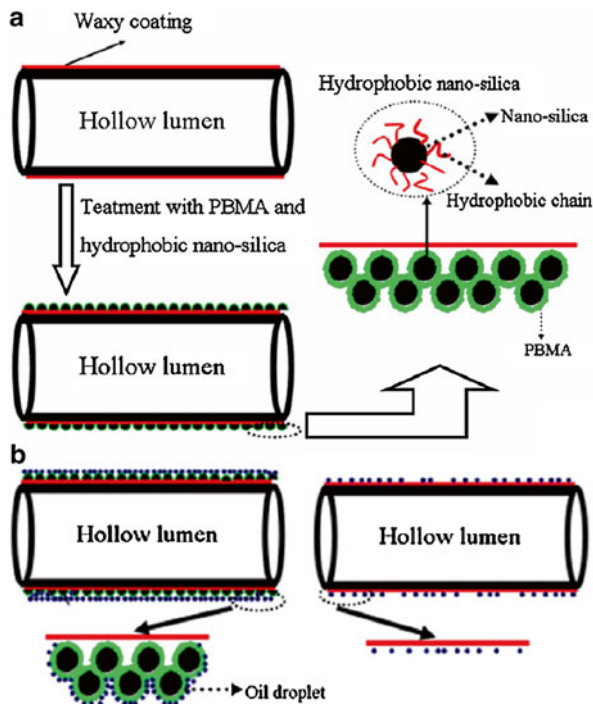 a
Waxy coating
Hollow lumen
Teatment with PBMA and
hydrophobic nano-silica
Hollow lumen
Hydrophobic nano-silica
Nano-silica
Hydrophobic chain
PBMA
b
Hollow lumen
Hollow lumen
Oil droplet